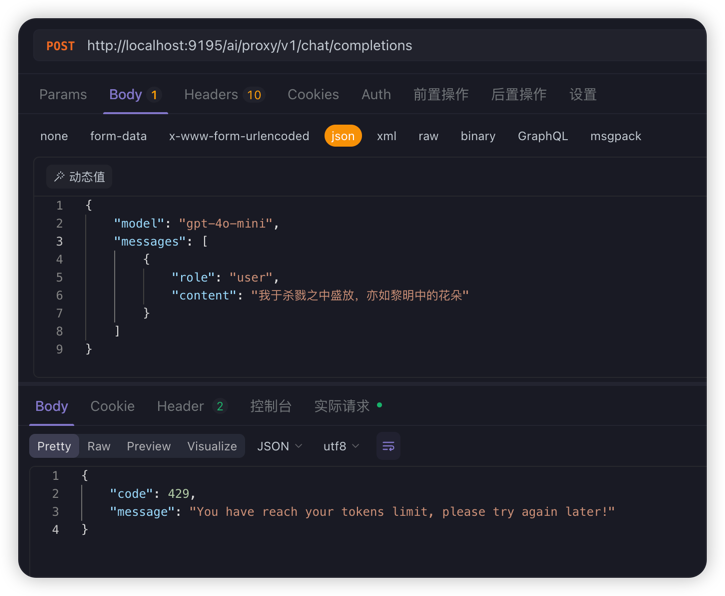 POST http://localhost:9195/ai/proxy/v1/chat/completions
Params Body 1 Headers 10 Cookies Auth 前置操作 后置操作 设置
none form-data x-www-form-urlencoded json xml raw binary GraphQL msgpack
动态值
1 {
2 "model": "gpt-4o-mini",
3 "messages": [
4 {
5 "role": "user",
6 "content": "我于杀戮之中盛放，亦如黎明中的花朵"
7 }
8 ]
9 }
Body Cookie Header 2 控制台 实际请求
Pretty Raw Preview Visualize JSON utf8
1 {
2 "code": 429,
3 "message": "You have reach your tokens limit, please try again later!"
4 }